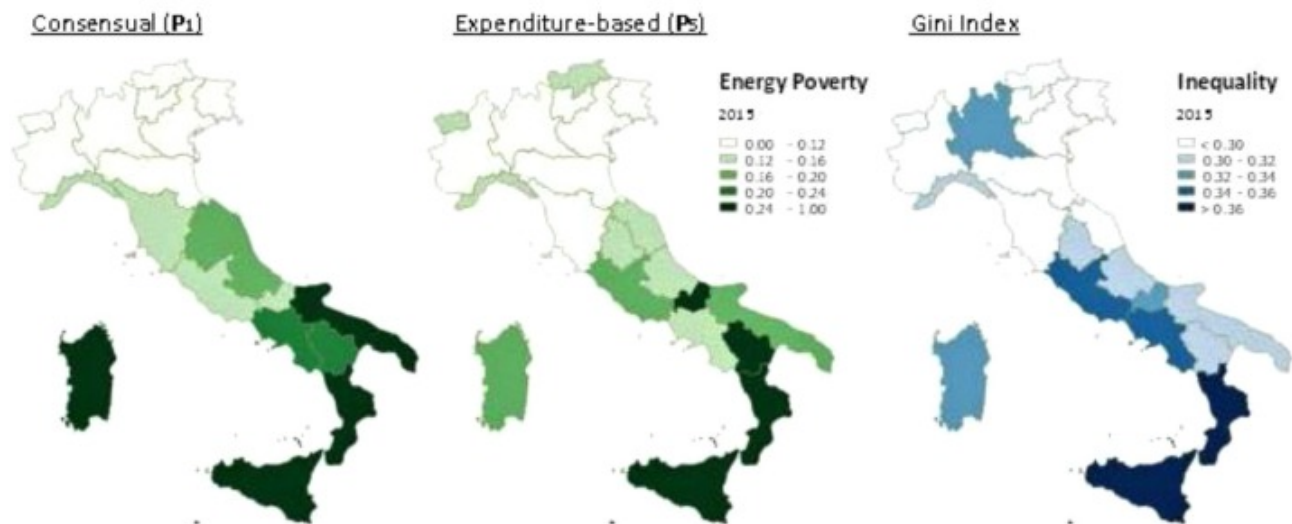 Consensual (P1)
Expenditure-based (P5)
Gini Index
Energy Poverty
2015
0.00 - 0.12
0.12 - 0.16
0.16 - 0.20
0.20 - 0.24
0.24 - 1.00
Inequality
2015
< 0.30
0.30 - 0.32
0.32 - 0.34
0.34 - 0.36
> 0.36